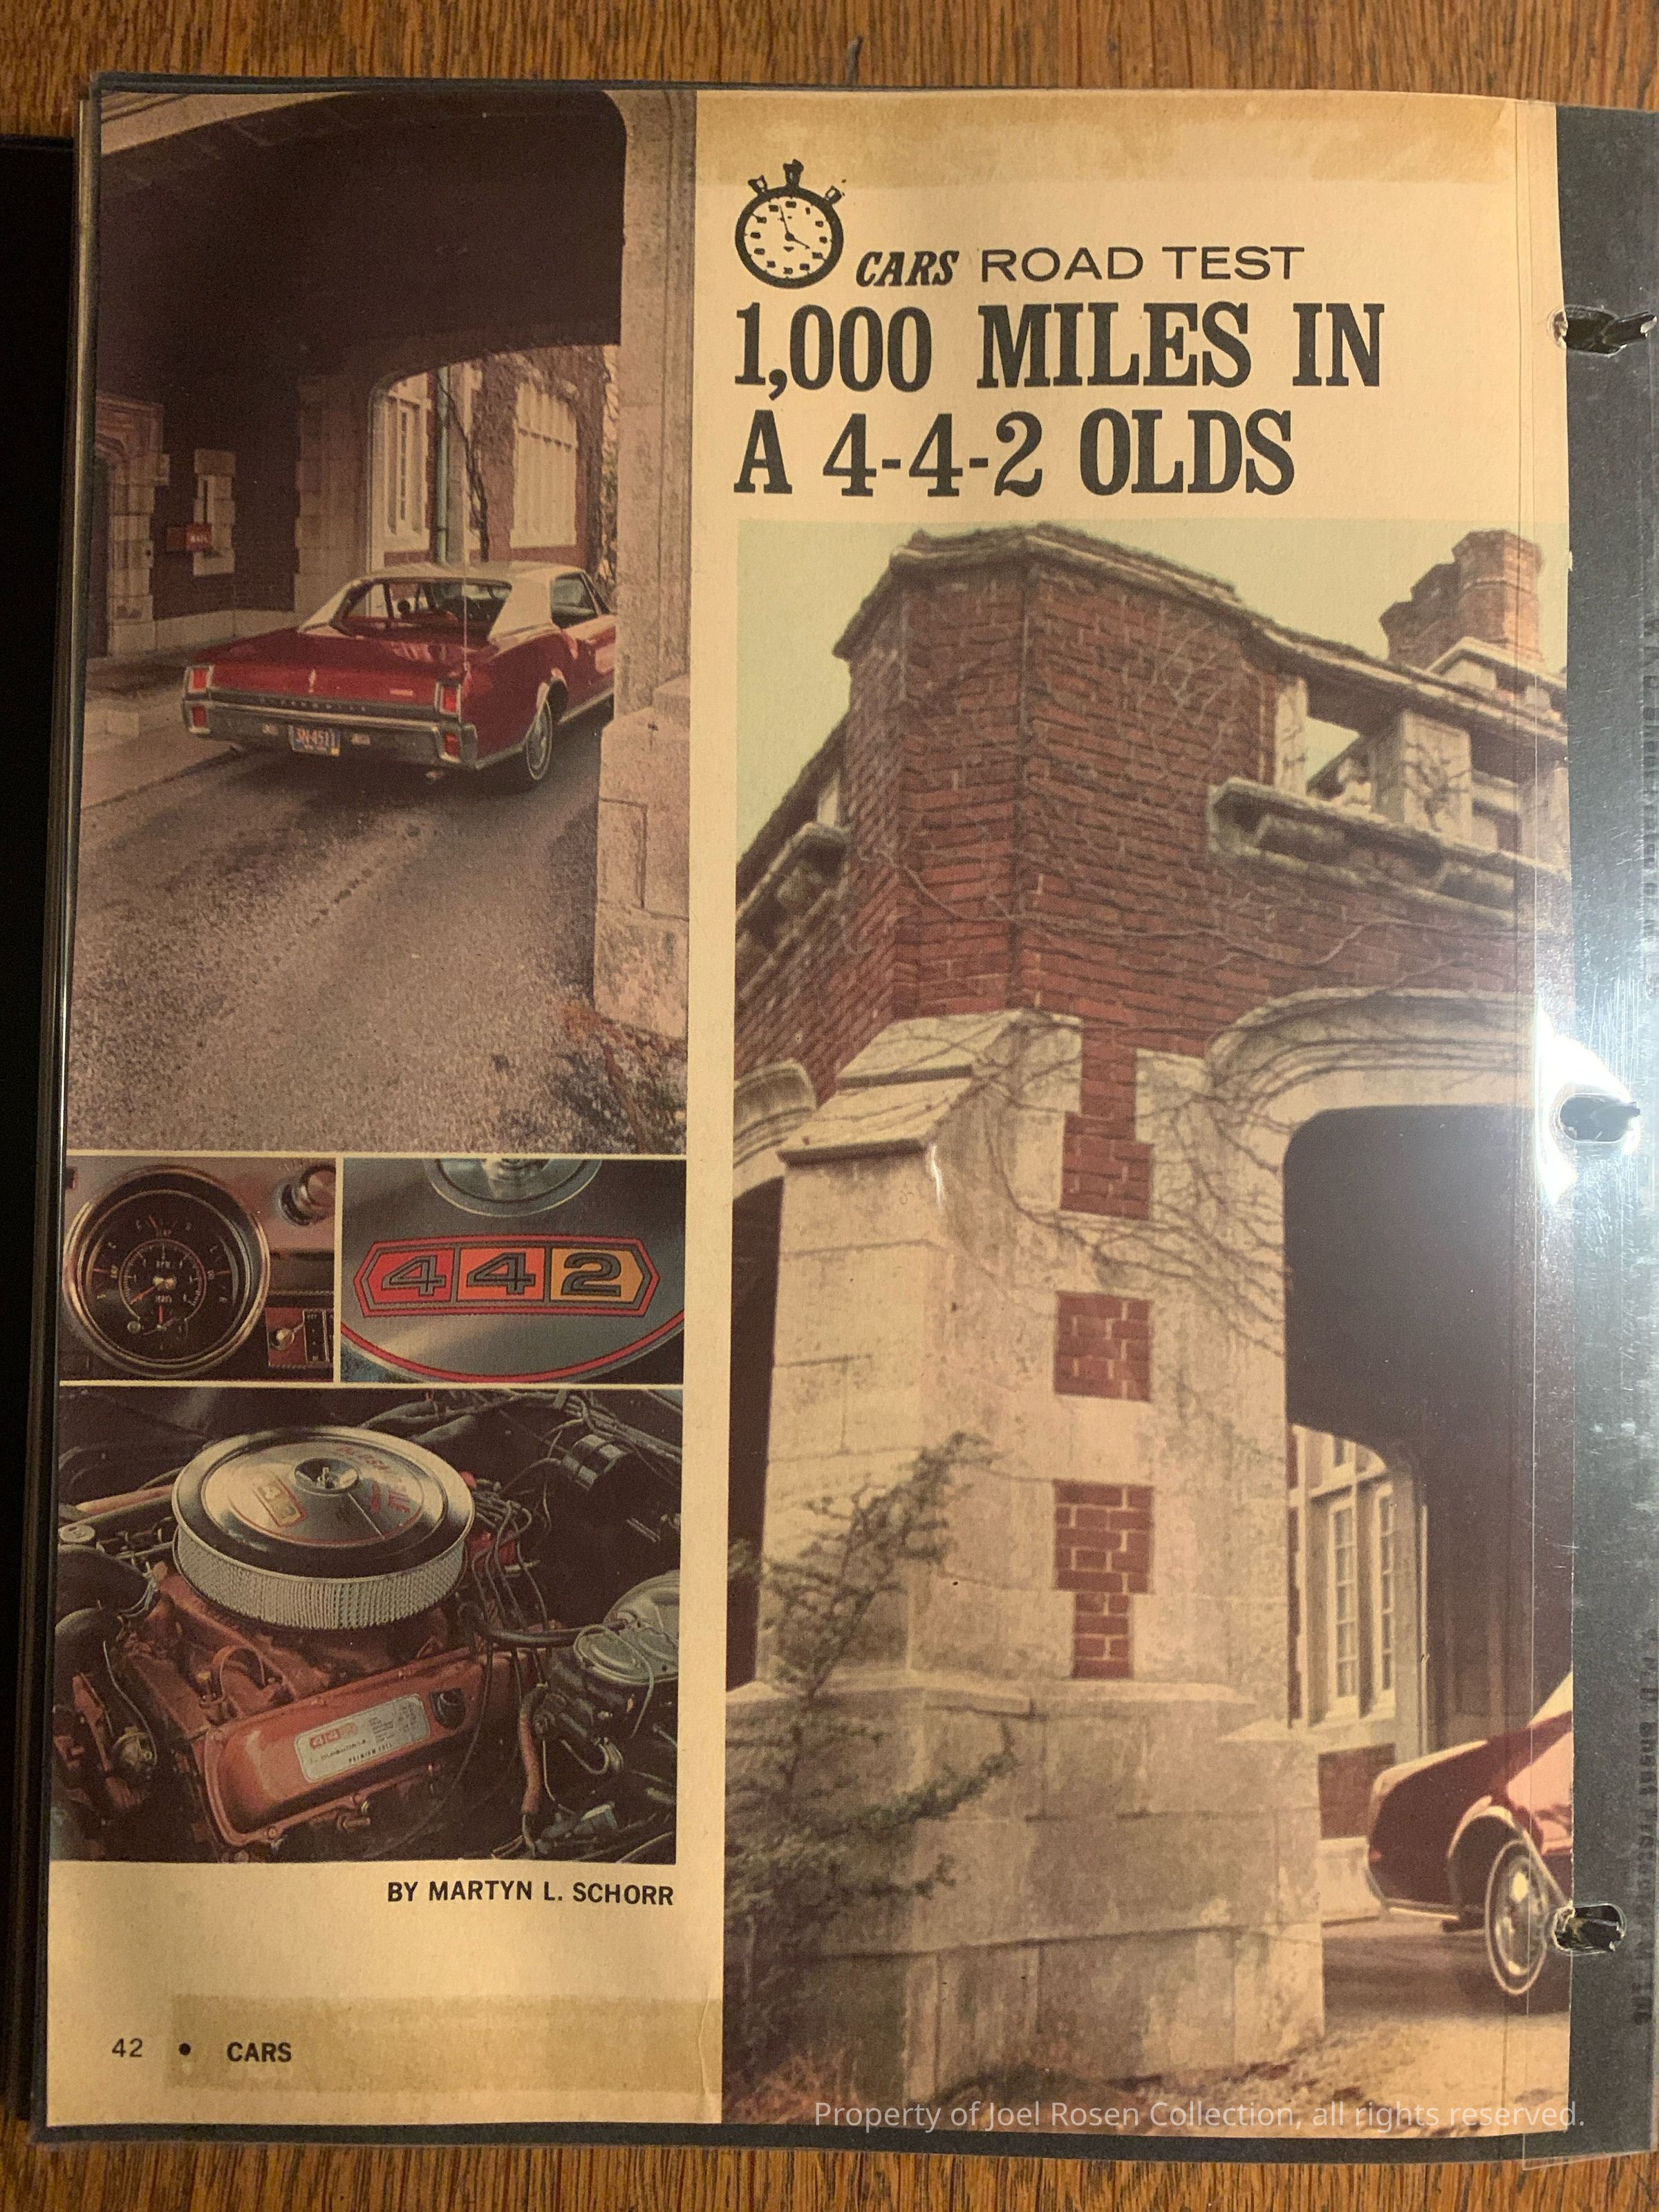 CARS ROAD TEST
1,000 MILES IN
A 4-4-2 OLDS
442
BY MARTYN L. SCHORR
42 • CARS
Property of Joel Rosen Collection, all rights reserved.